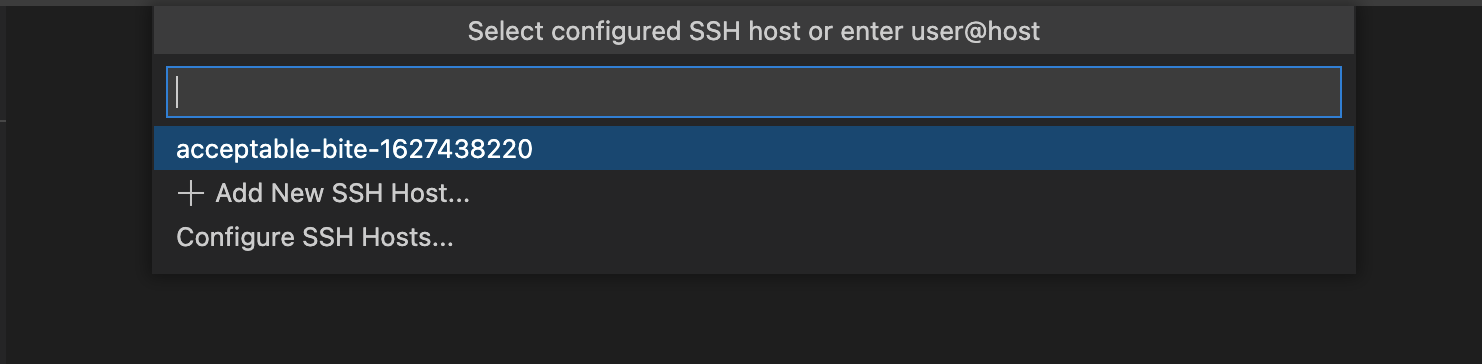 Select configured SSH host or enter user@host
acceptable-bite-1627438220
Add New SSH Host...
Configure SSH Hosts...